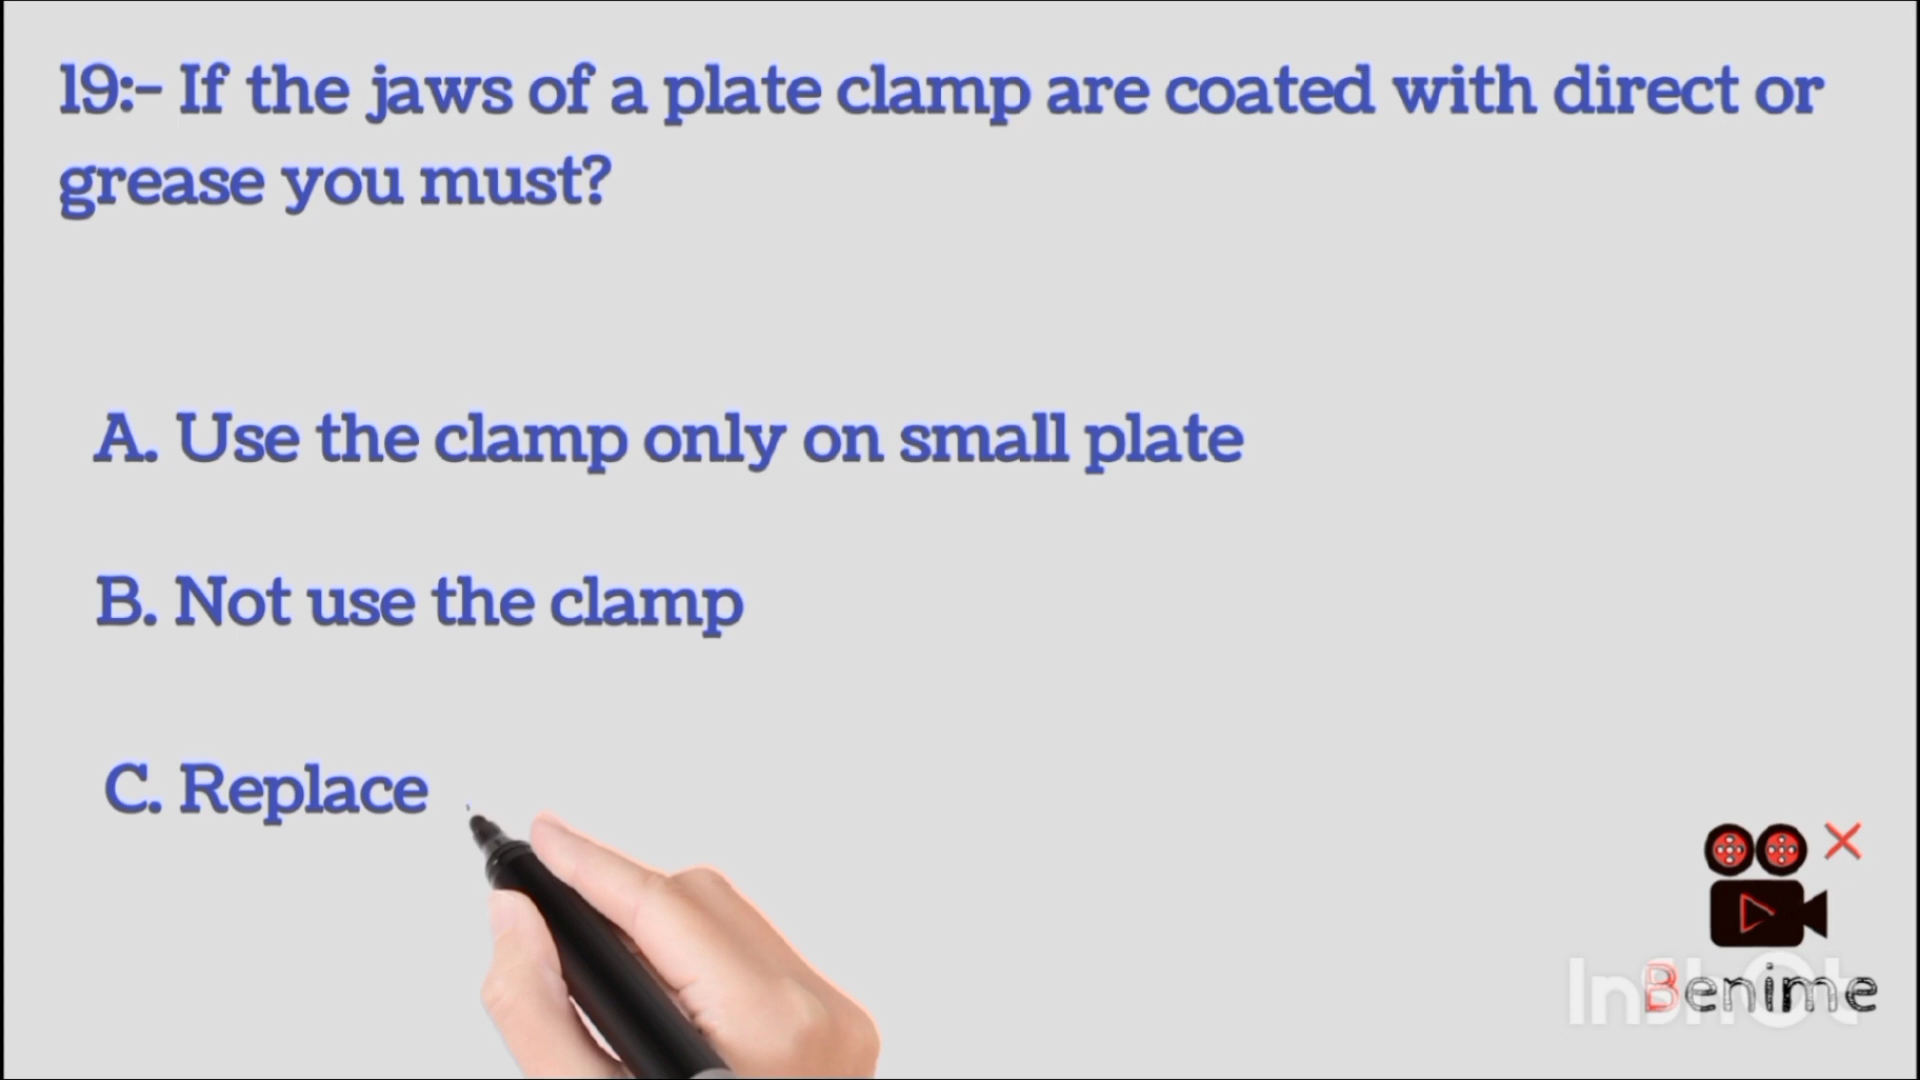 19:- If the jaws of a plate clamp are coated with direct or
grease you must?
A. Use the clamp only on small plate
B. Not use the clamp
C. Replace
InShOt
Benime